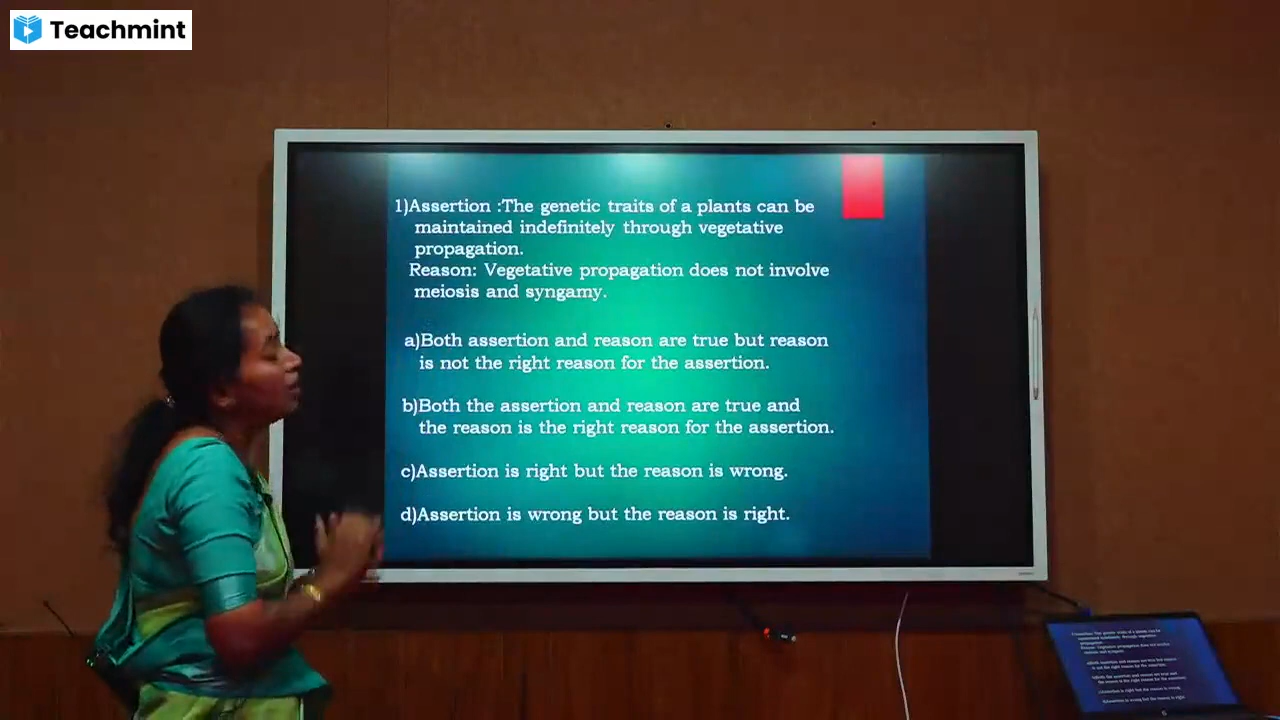 Teachmint
1)Assertion :The genetic traits of a plants can be
maintained indefinitely through vegetative
propagation.
Reason: Vegetative propagation does not involve
meiosis and syngamy.
a)Both assertion and reason are true but reason
is not the right reason for the assertion.
b)Both the assertion and reason are true and
the reason is the right reason for the assertion.
c)Assertion is right but the reason is wrong.
d)Assertion is wrong but the reason is right.